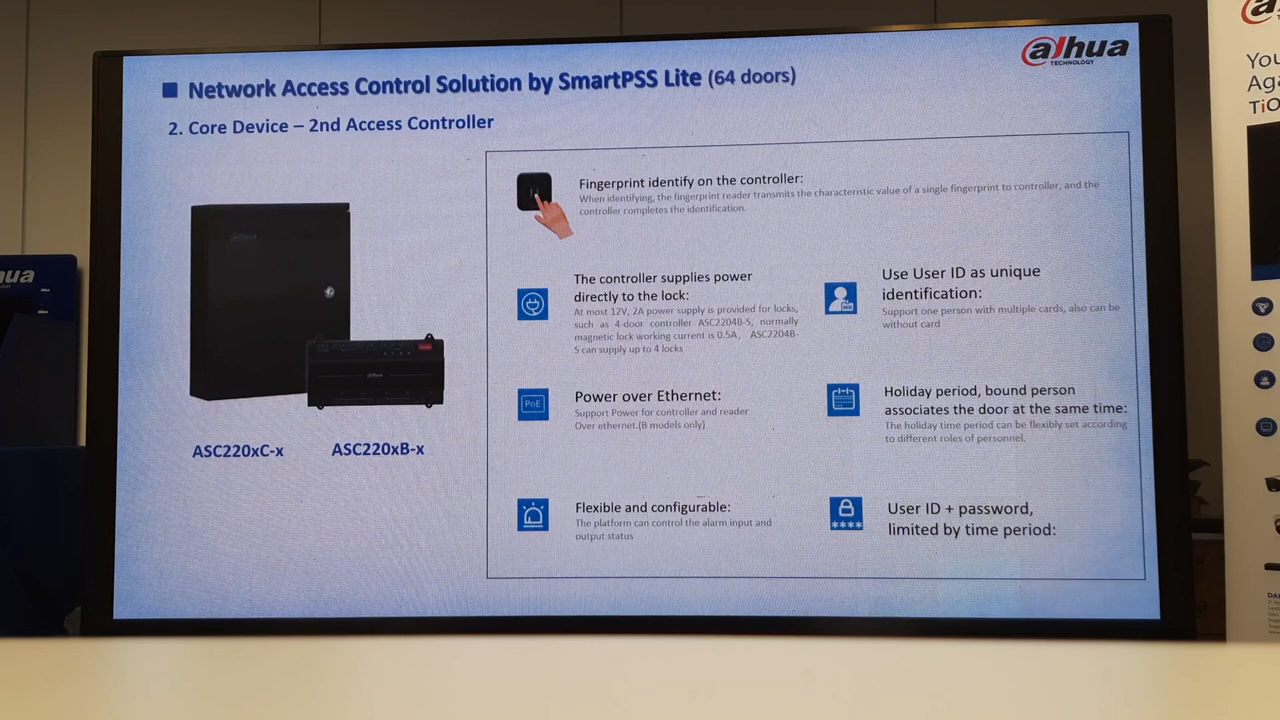 alhua
TECHNOLOGY
■ Network Access Control Solution by SmartPSS Lite (64 doors)
2. Core Device – 2nd Access Controller
Fingerprint identify on the controller:
When identifying, the fingerprint reader transmits the characteristic value of a single fingerprint to controller, and the
controller completes the identification.
The controller supplies power
directly to the lock:
At most 12V, 2A power supply is provided for locks,
such as 4-door controller ASC2204B-S, normally
magnetic lock working current is 0.5A, ASC2204B-
S can supply up to 4 locks
Use User ID as unique
identification:
Support one person with multiple cards, also can be
without card
PoE
Power over Ethernet:
Support Power for controller and reader
Over ethernet.(B models only)
Holiday period, bound person
associates the door at the same time:
The holiday time period can be flexibly set according
to different roles of personnel.
Flexible and configurable:
The platform can control the alarm input and
output status
****
User ID + password,
limited by time period:
ASC220xC-x
ASC220xB-x
hua
You
Aga
TiO